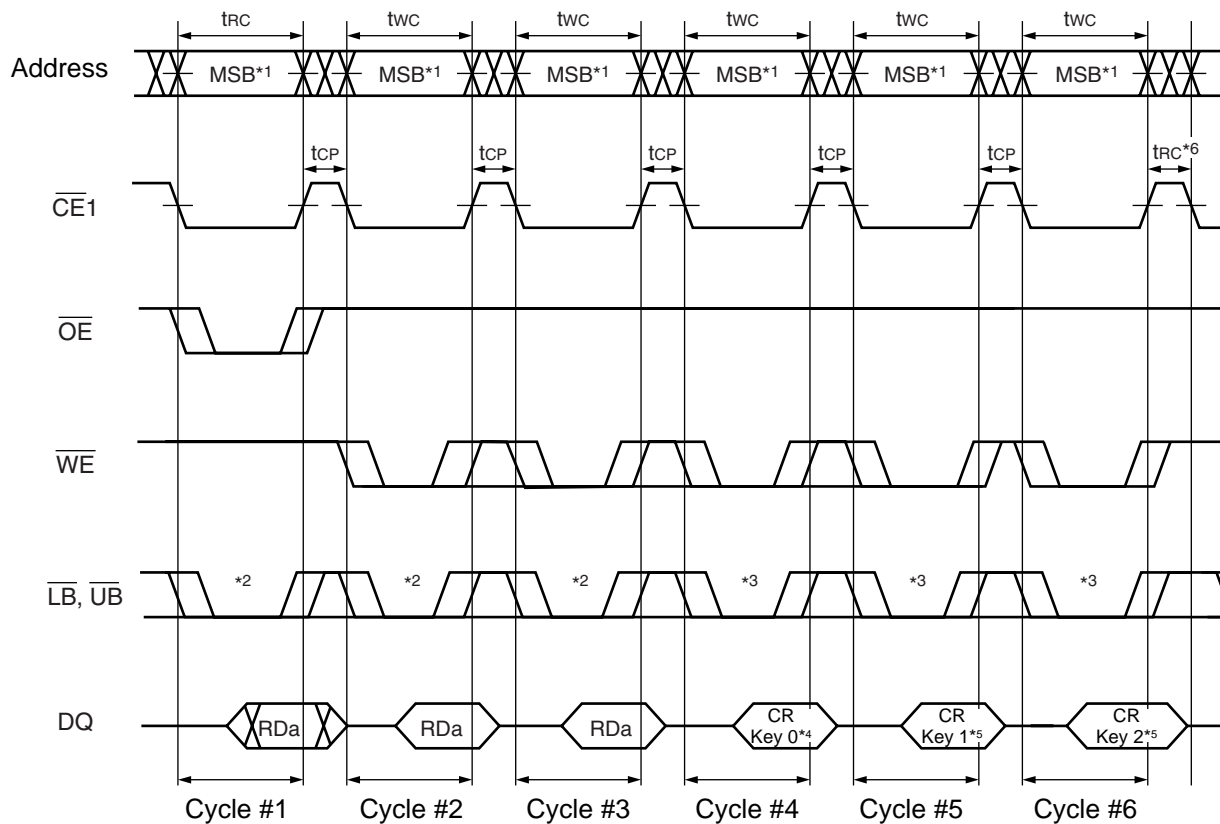 tRC tWC tWC tWC tWC tWC
Address MSB*1 MSB*1 MSB*1 MSB*1 MSB*1 MSB*1
tCP tCP tCP tCP tCP tRC*6
CE1
OE
WE
LB, UB *2 *2 *2 *3 *3 *3
DQ RDa RDa RDa CR Key 0*4 CR Key 1*5 CR Key 2*5
Cycle #1 Cycle #2 Cycle #3 Cycle #4 Cycle #5 Cycle #6